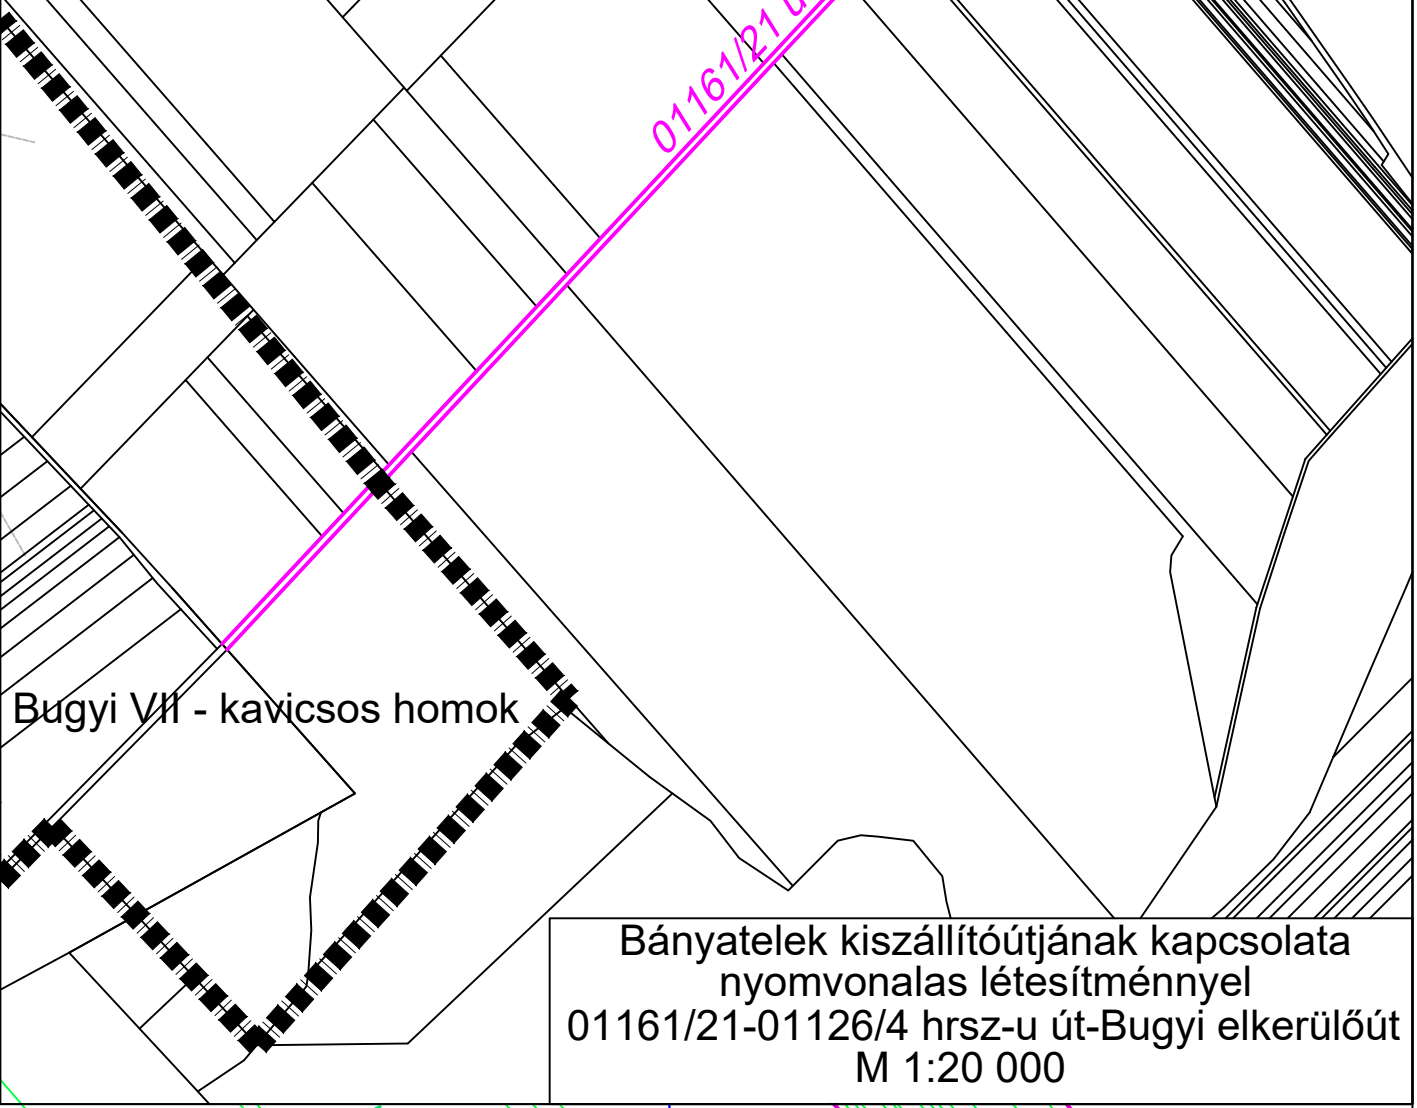 01161/21 ú
Bugyi VII - kavicsos homok
Bányatelek kiszállítóútjának kapcsolata
nyomvonalas létesítménnyel
01161/21-01126/4 hrsz-u út-Bugyi elkerülőút
M 1:20 000